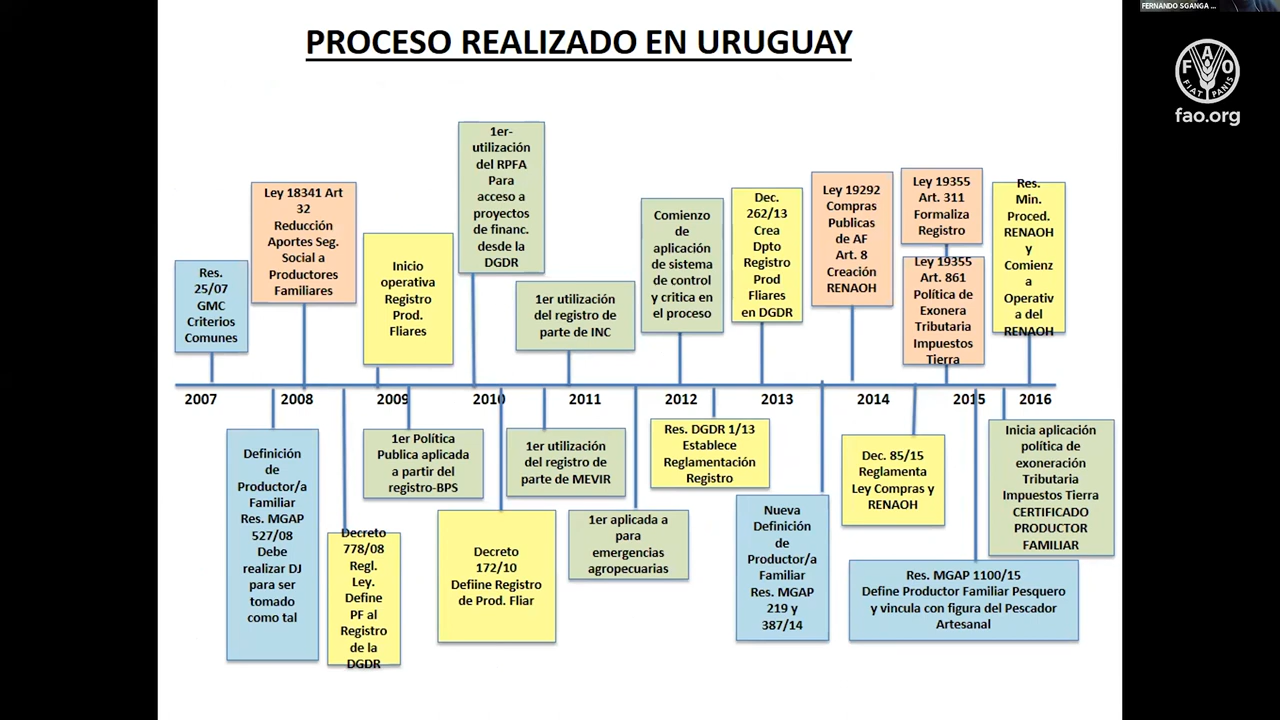 FERNANDO SGANGA ...
PROCESO REALIZADO EN URUGUAY
FAO
FIAT PANIS
fao.org
Res.
25/07
GMC
Criterios
Comunes
Ley 18341 Art
32
Reducción
Aportes Seg.
Social a
Productores
Familiares
Inicio
operativa
Registro
Prod.
Fliares
1er-
utilización
del RPFA
Para
acceso a
proyectos
de financ.
desde la
DGDR
1er utilización
del registro de
parte de INC
Comienzo
de
aplicación
de sistema
de control
y critica en
el proceso
Dec.
262/13
Crea
Dpto
Registro
Prod
Fliares
en DGDR
Ley 19292
Compras
Publicas
de AF
Art. 8
Creación
RENAOH
Ley 19355
Art. 311
Formaliza
Registro
Ley 19355
Art. 861
Política de
Exonera
Tributaria
Impuestos
Tierra
Res.
Min.
Proced.
RENAOH
y
Comienz
a
Operativ
a del
RENAOH
2007 2008 2009 2010 2011 2012 2013 2014 2015 2016
Definición
de
Productor/a
Familiar
Res. MGAP
527/08
Debe
realizar DJ
para ser
tomado
como tal
Decreto
778/08
Regl.
Ley.
Define
PF al
Registro
de la
DGDR
1er Política
Publica aplicada
a partir del
registro-BPS
Decreto
172/10
Defiine Registro
de Prod. Fliar
1er utilización
del registro de
parte de MEVIR
1er aplicada a
para
emergencias
agropecuarias
Res. DGDR 1/13
Establece
Reglamentación
Registro
Nueva
Definición
de
Productor/a
Familiar
Res. MGAP
219 y
387/14
Dec. 85/15
Reglamenta
Ley Compras y
RENAOH
Res. MGAP 1100/15
Define Productor Familiar Pesquero
y vincula con figura del Pescador
Artesanal
Inicia aplicación
política de
exoneración
Tributaria
Impuestos Tierra
CERTIFICADO
PRODUCTOR
FAMILIAR